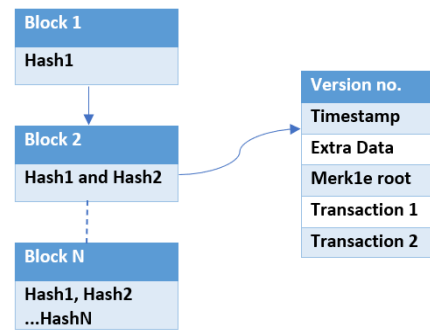 Block 1
Hash1
Block 2
Hash1 and Hash2
Block N
Hash1, Hash2
...HashN
Version no.
Timestamp
Extra Data
Merk1e root
Transaction 1
Transaction 2